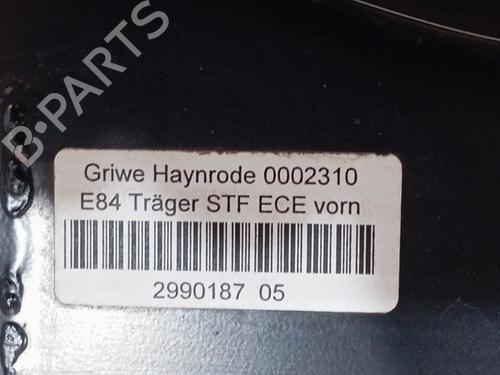 B-PARTS
Griwe Haynrode 0002310
E84 Träger STF ECE vorn
2990187 05